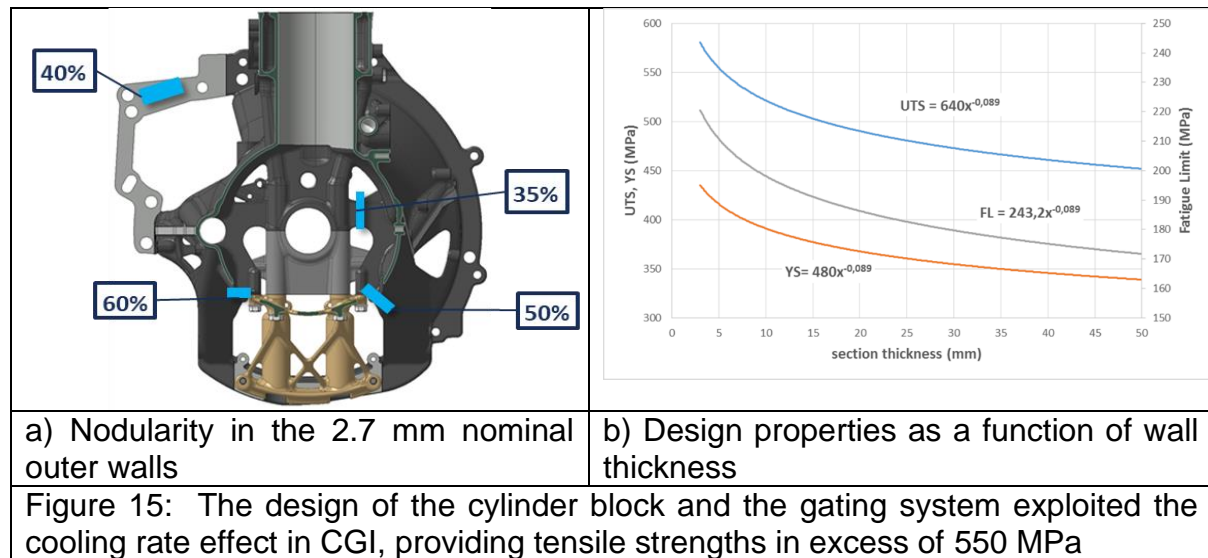 40%
35%
60%
50%
600
550
500
450
400
350
300
UTS, YS (MPa)
250
240
230
220
210
200
190
180
170
160
150
Fatigue Limit (MPa)
UTS = 640x-0,089
FL = 243,2x-0,089
YS= 480x-0,089
0 5 10 15 20 25 30 35 40 45 50
section thickness (mm)
a) Nodularity in the 2.7 mm nominal
outer walls
b) Design properties as a function of wall
thickness
Figure 15: The design of the cylinder block and the gating system exploited the
cooling rate effect in CGI, providing tensile strengths in excess of 550 MPa